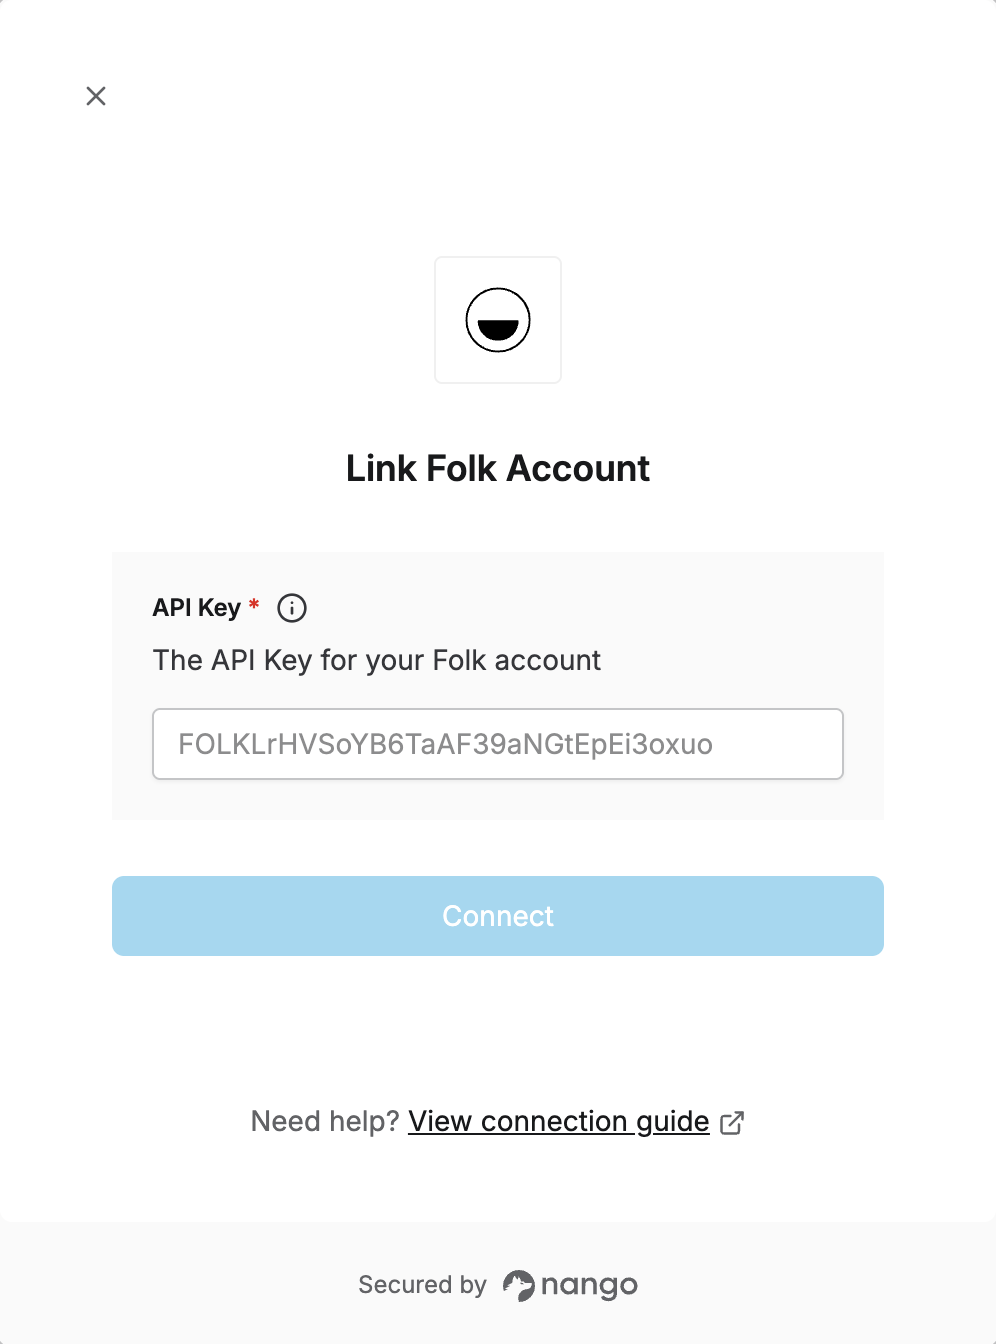 Link Folk Account
API Key *
The API Key for your Folk account
FOLKLrHVSoYB6TaAF39aNGtEpEi3oxuo
Connect
Need help? View connection guide
Secured by nango